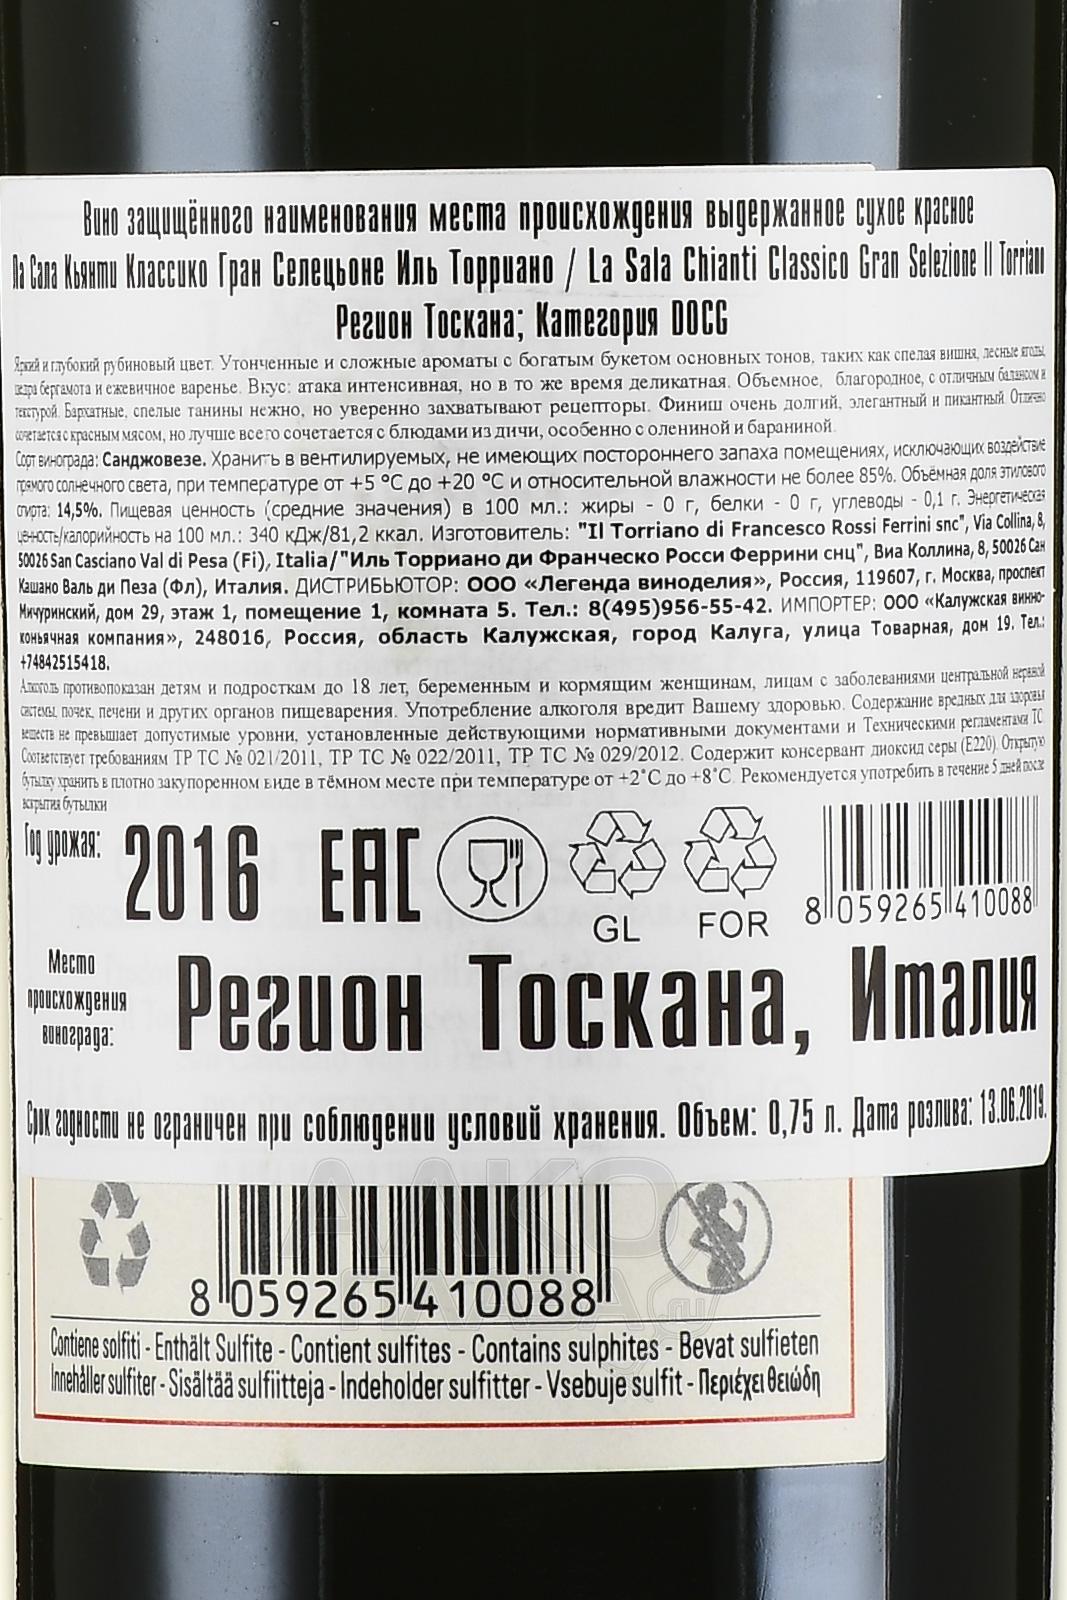 Вино защищённого наименования места происхождения выдержанное сухое красное
Ла Сала Кьянти Классико Гран Селецьоне Иль Торриано / La Sala Chianti Classico Gran Selezione Il Torriano
Регион Тоскана; Категория DOCG
Яркий и глубокий рубиновый цвет. Утонченные и сложные ароматы с богатым букетом основных тонов, таких как спелая вишня, лесные ягоды,
цедра бергамота и ежевичное варенье. Вкус: атака интенсивная, но в то же время деликатная. Объемное, благородное, с отличным балансом и
текстурой. Бархатные, спелые танины нежно, но уверенно захватывают рецепторы. Финиш очень долгий, элегантный и пикантный. Отлично
сочетается с красным мясом, но лучше всего сочетается с блюдами из дичи, особенно с олениной и бараниной.
Сорт винограда: Санджовезе. Хранить в вентилируемых, не имеющих постороннего запаха помещениях, исключающих воздействие
прямого солнечного света, при температуре от +5 °С до +20 °С и относительной влажности не более 85%. Объёмная доля этилового
спирта: 14,5%. Пищевая ценность (средние значения) в 100 мл.: жиры - 0 г, белки - 0 г, углеводы - 0,1 г. Энергетическая
ценность/калорийность на 100 мл.: 340 кДж/81,2 ккал. Изготовитель: "Il Torriano di Francesco Rossi Ferrini snc", Via Collina, 8,
50026 San Casciano Val di Pesa (Fi), Italia/"Иль Торриано ди Франческо Росси Феррини снц", Виа Коллина, 8, 50026 Сан
Кашано Валь ди Пеза (Фл), Италия. ДИСТРИБЬЮТОР: ООО «Легенда виноделия», Россия, 119607, г. Москва, проспект
Мичуринский, дом 29, этаж 1, помещение 1, комната 5. Тел.: 8(495)956-55-42. ИМПОРТЕР: ООО «Калужская винно-
коньячная компания», 248016, Россия, область Калужская, город Калуга, улица Товарная, дом 19. Тел.:
+74842515418.
Алкоголь противопоказан детям и подросткам до 18 лет, беременным и кормящим женщинам, лицам с заболеваниями центральной нервной
системы, почек, печени и других органов пищеварения. Употребление алкоголя вредит Вашему здоровью. Содержание вредных для здоровья
веществ не превышает допустимые уровни, установленные действующими нормативными документами и Техническими регламентами ТС.
Соответствует требованиям ТР ТС № 021/2011, ТР ТС № 022/2011, ТР ТС № 029/2012. Содержит консервант диоксид серы (Е220). Открытую
бутылку хранить в плотно закупоренном виде в тёмном месте при температуре от +2˚С до +8˚С. Рекомендуется употребить в течение 5 дней после
вскрытия бутылки
Год урожая: 2016 EAC
GL FOR
8 059265 410088
Место
происхождения
винограда:
Регион Тоскана, Италия
Срок годности не ограничен при соблюдении условий хранения. Объем: 0,75 л. Дата розлива: 13.06.2019.
8 059265 410088
Contiene solfiti - Enthält Sulfite - Contient sulfites - Contains sulphites - Bevat sulfieten
Innehåller sulfiter - Sisältää sulfiitteja - Indeholder sulfitter - Vsebuje sulfit - Περιέχει θειώδη